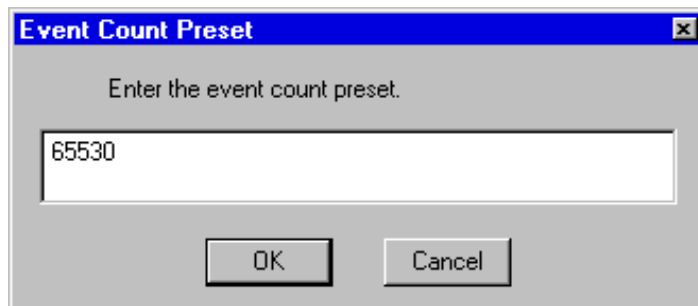 Event Count Preset
Enter the event count preset.
65530
OK
Cancel